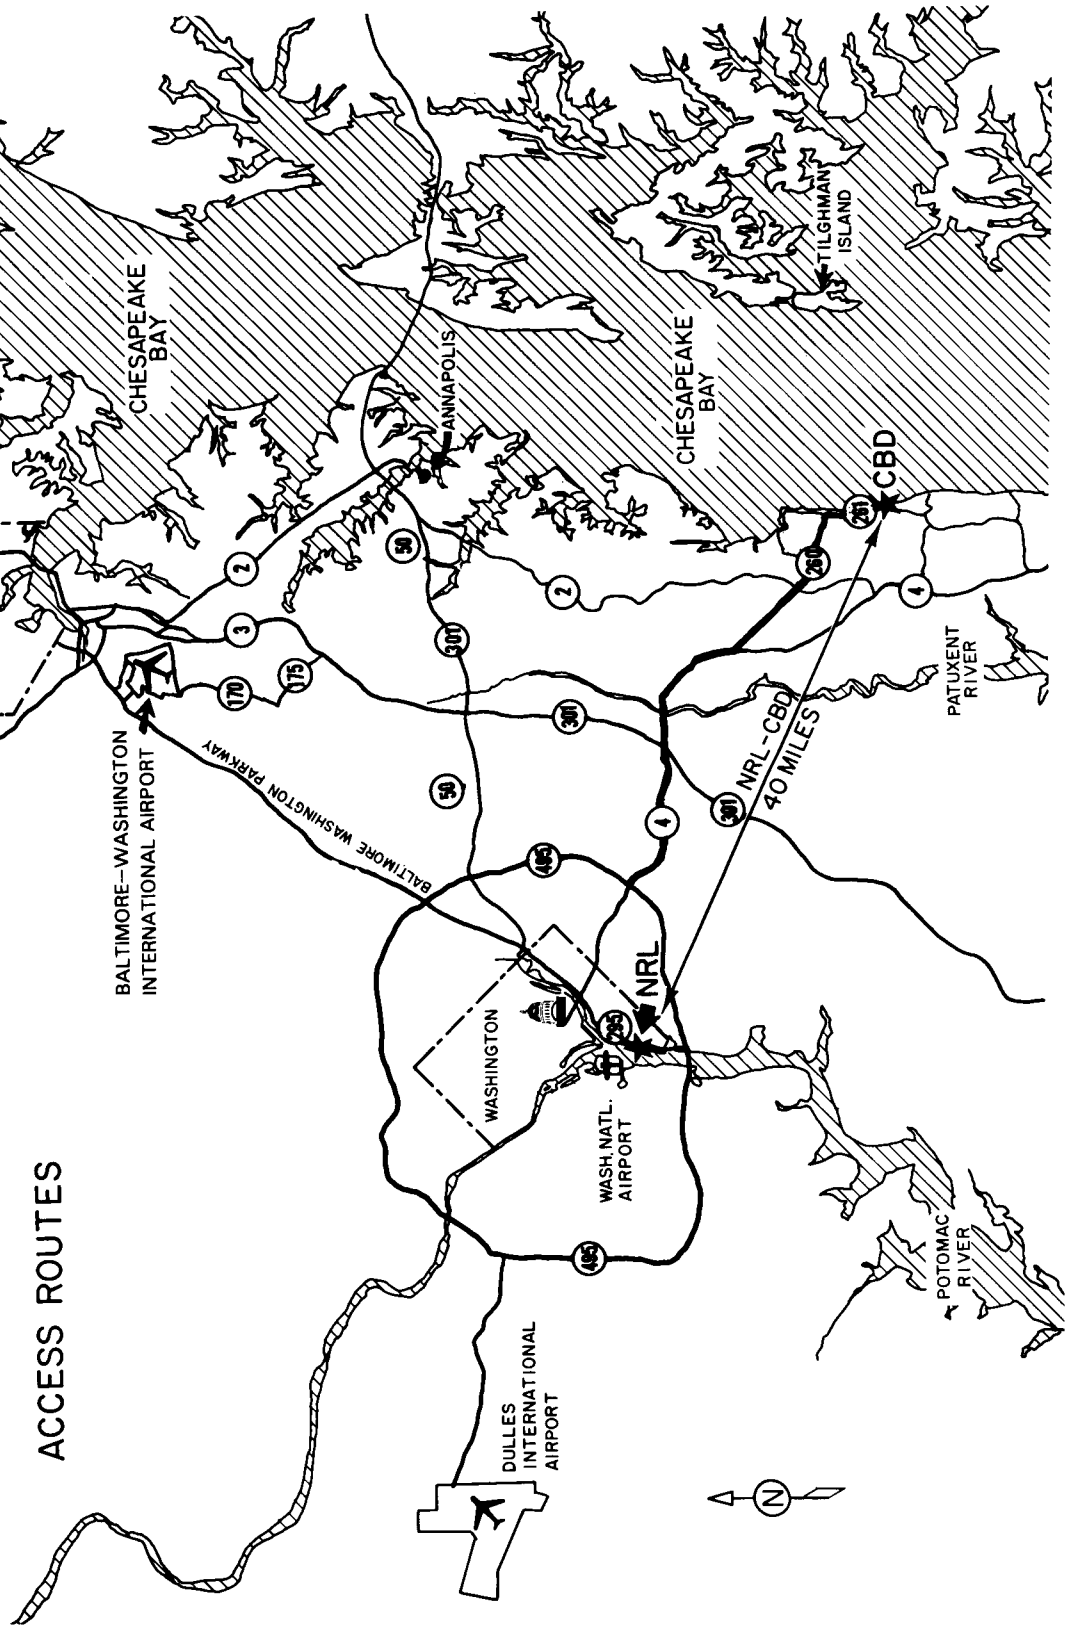 ACCESS ROUTES
BALTIMORE-WASHINGTON
INTERNATIONAL AIRPORT
CHESAPEAKE
BAY
2
3
170
175
BALTIMORE WASHINGTON PARKWAY
ANNAPOLIS
50
301
50
2
301
495
WASHINGTON
295
NRL
WASH. NATL.
AIRPORT
495
DULLES
INTERNATIONAL
AIRPORT
4
301
NRL-CBD
40 MILES
CHESAPEAKE
BAY
TILGHMAN
ISLAND
260
261
CBD
4
PATUXENT
RIVER
POTOMAC
RIVER
N